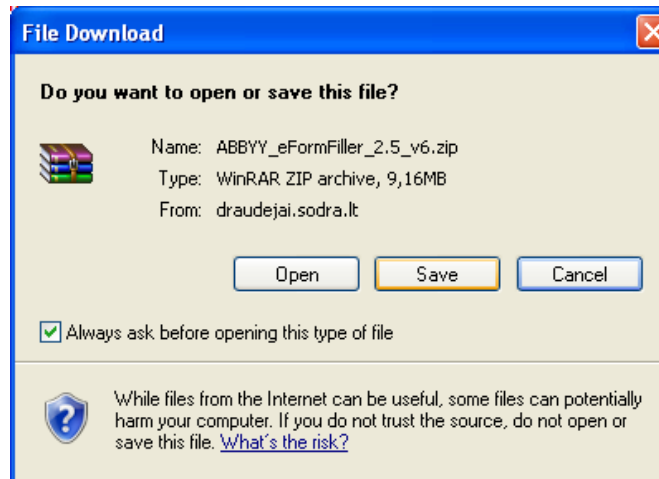 File Download
Do you want to open or save this file?
Name: ABBYY_eFormFiller_2.5_v6.zip
Type: WinRAR ZIP archive, 9,16MB
From: draudejai.sodra.lt
Open Save Cancel
Always ask before opening this type of file
While files from the Internet can be useful, some files can potentially
harm your computer. If you do not trust the source, do not open or
save this file. What's the risk?